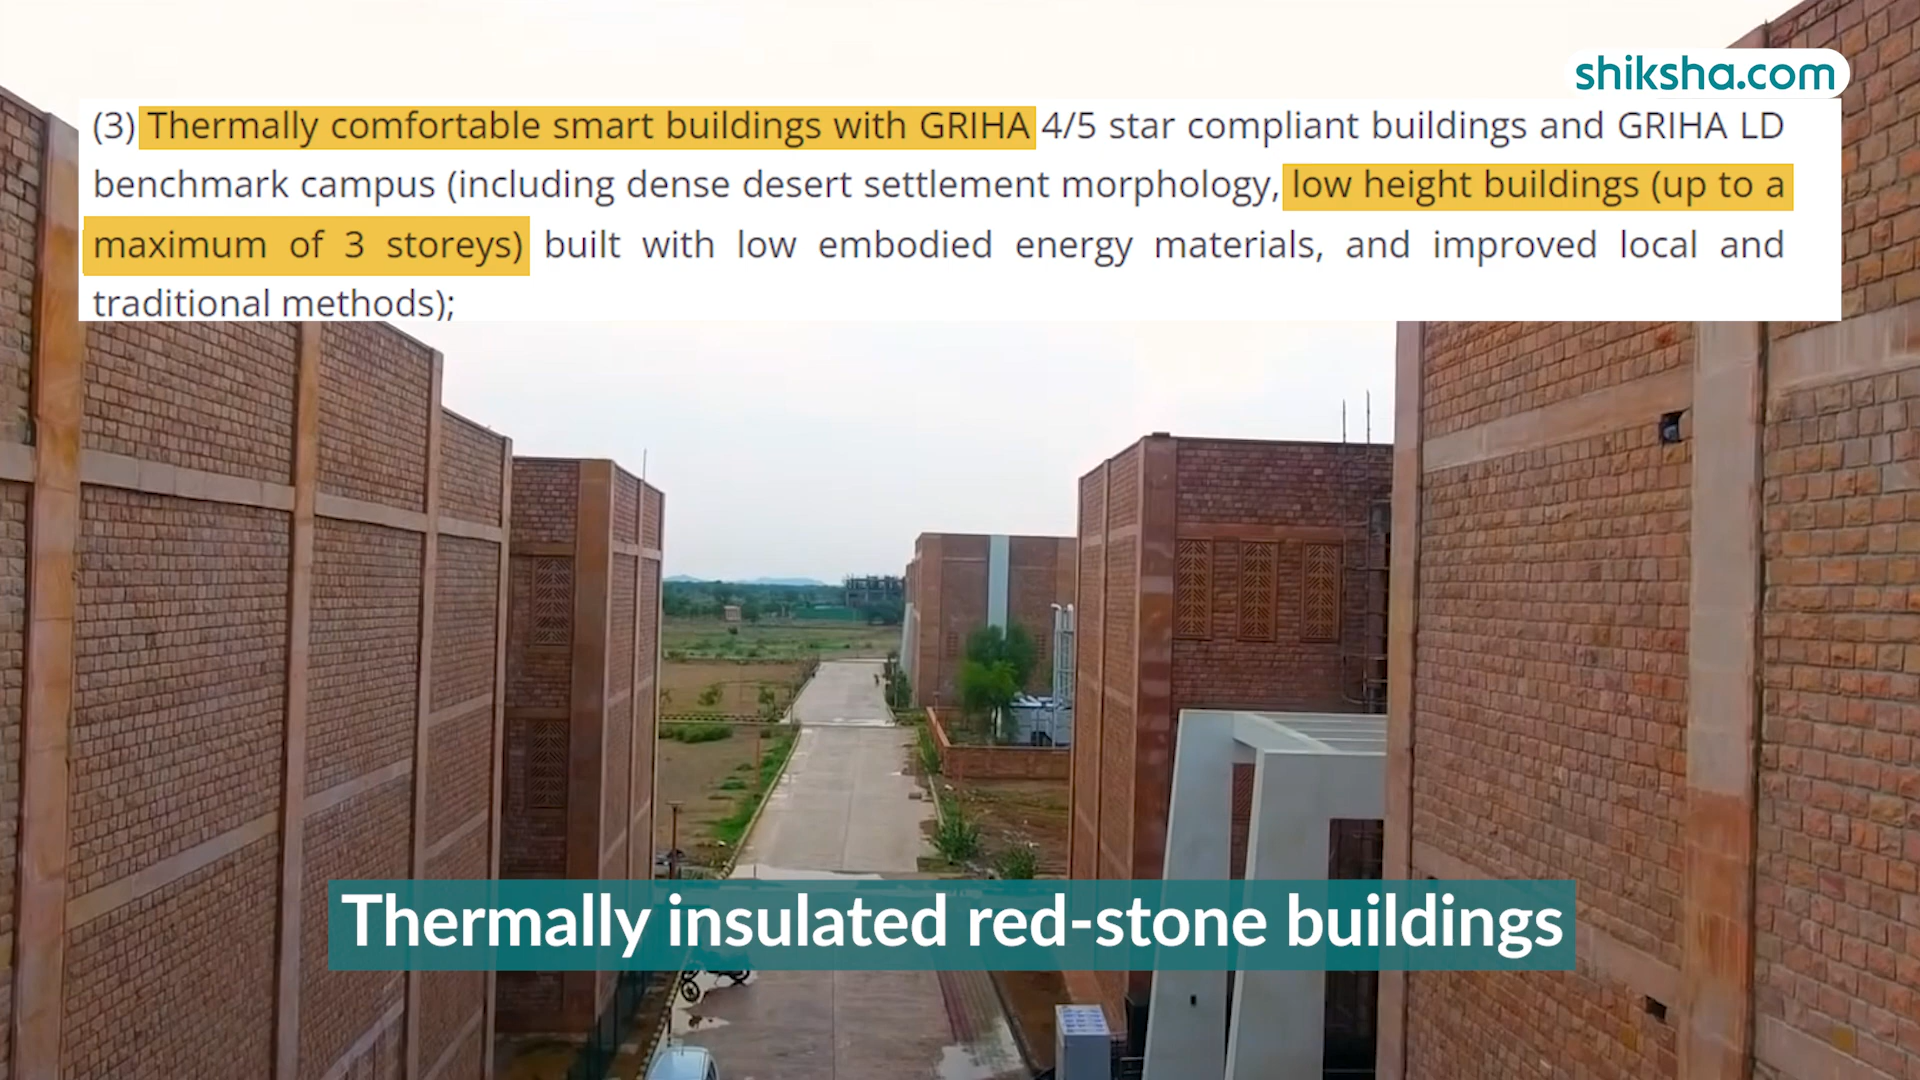 shiksha.com
(3) Thermally comfortable smart buildings with GRIHA 4/5 star compliant buildings and GRIHA LD
benchmark campus (including dense desert settlement morphology, low height buildings (up to a
maximum of 3 storeys) built with low embodied energy materials, and improved local and
traditional methods);
Thermally insulated red-stone buildings